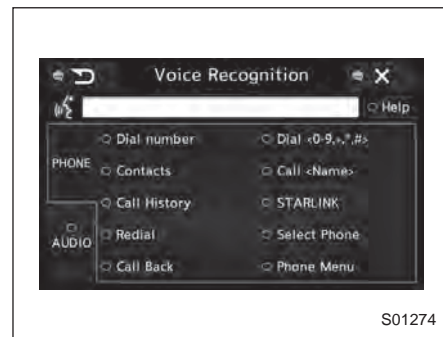 Voice Recognition
Help
PHONE
Dial number
Dial <0-9,+,*,#>
Contacts
Call <Name>
Call History
STARLINK
AUDIO
Redial
Select Phone
Call Back
Phone Menu
S01274